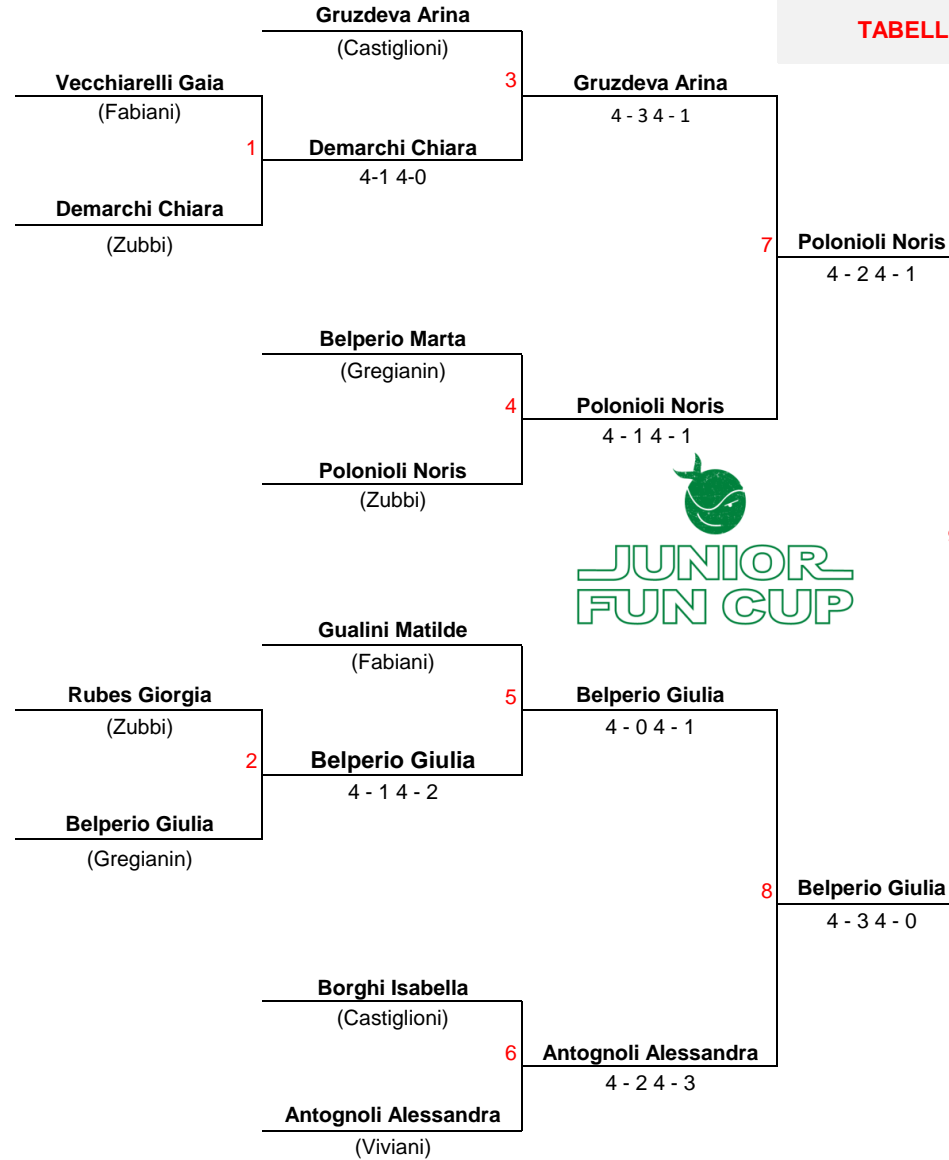 Gruzdeva Arina
TABELL
(Castiglioni)
Vecchiarelli Gaia
3
Gruzdeva Arina
(Fabiani)
4 - 3 4 - 1
1
Demarchi Chiara
4-1 4-0
Demarchi Chiara
(Zubbi)
7
Polonioli Noris
4 - 2 4 - 1
Belperio Marta
(Gregianin)
4
Polonioli Noris
4 - 1 4 - 1
Polonioli Noris
(Zubbi)
JUNIOR
FUN CUP
Gualini Matilde
(Fabiani)
Rubes Giorgia
5
Belperio Giulia
(Zubbi)
4 - 0 4 - 1
2
Belperio Giulia
4 - 1 4 - 2
Belperio Giulia
(Gregianin)
8
Belperio Giulia
4 - 3 4 - 0
Borghi Isabella
(Castiglioni)
6
Antognoli Alessandra
4 - 2 4 - 3
Antognoli Alessandra
(Viviani)